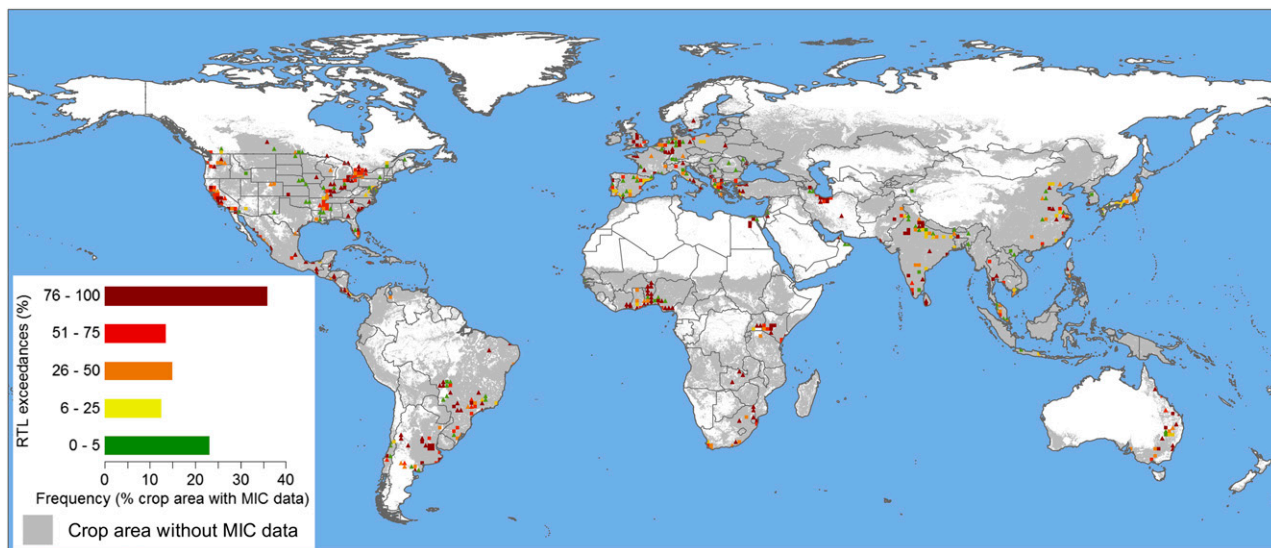 RTL exceedances (%)
76 - 100
51 - 75
26 - 50
6 - 25
0 - 5
0 10 20 30 40
Frequency (% crop area with MIC data)
Crop area without MIC data